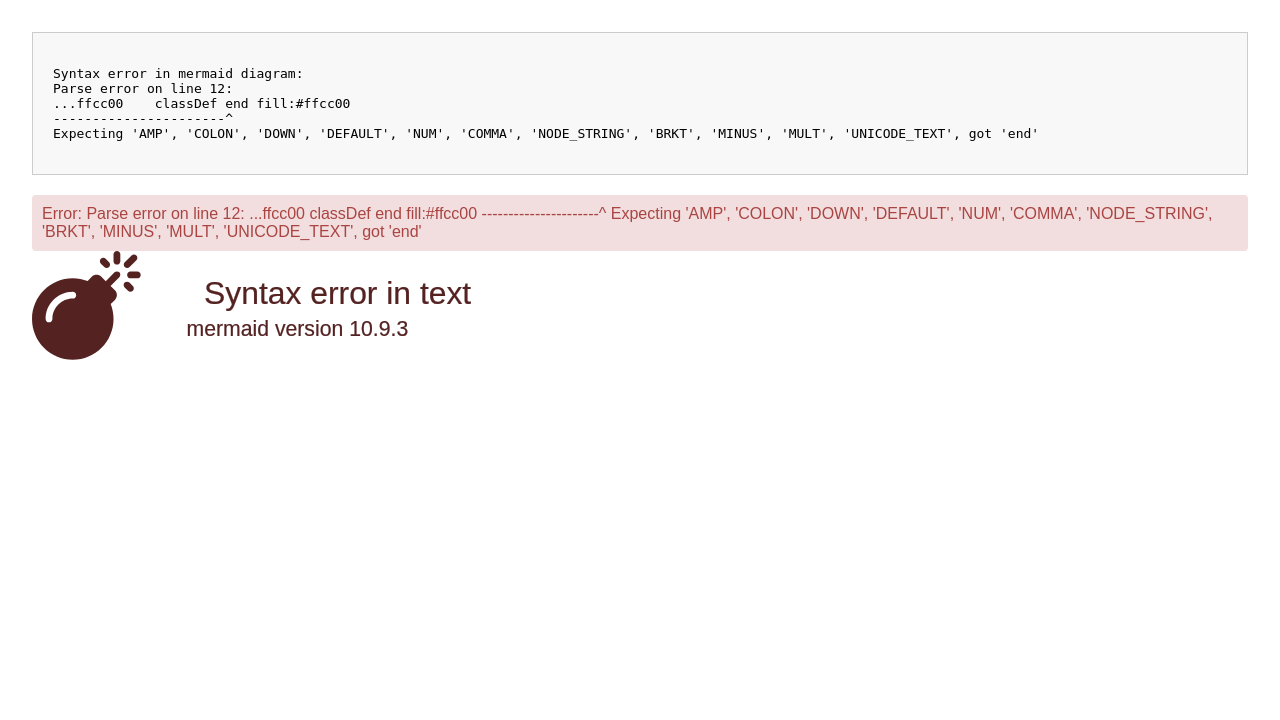 Syntax error in mermaid diagram:
Parse error on line 12:
...ffcc00    classDef end fill:#ffcc00
----------------------^
Expecting 'AMP', 'COLON', 'DOWN', 'DEFAULT', 'NUM', 'COMMA', 'NODE_STRING', 'BRKT', 'MINUS', 'MULT', 'UNICODE_TEXT', got 'end'
Error: Parse error on line 12: ...ffcc00 classDef end fill:#ffcc00 ----------------------^ Expecting 'AMP', 'COLON', 'DOWN', 'DEFAULT', 'NUM', 'COMMA', 'NODE_STRING',
'BRKT', 'MINUS', 'MULT', 'UNICODE_TEXT', got 'end'
Syntax error in text
mermaid version 10.9.3